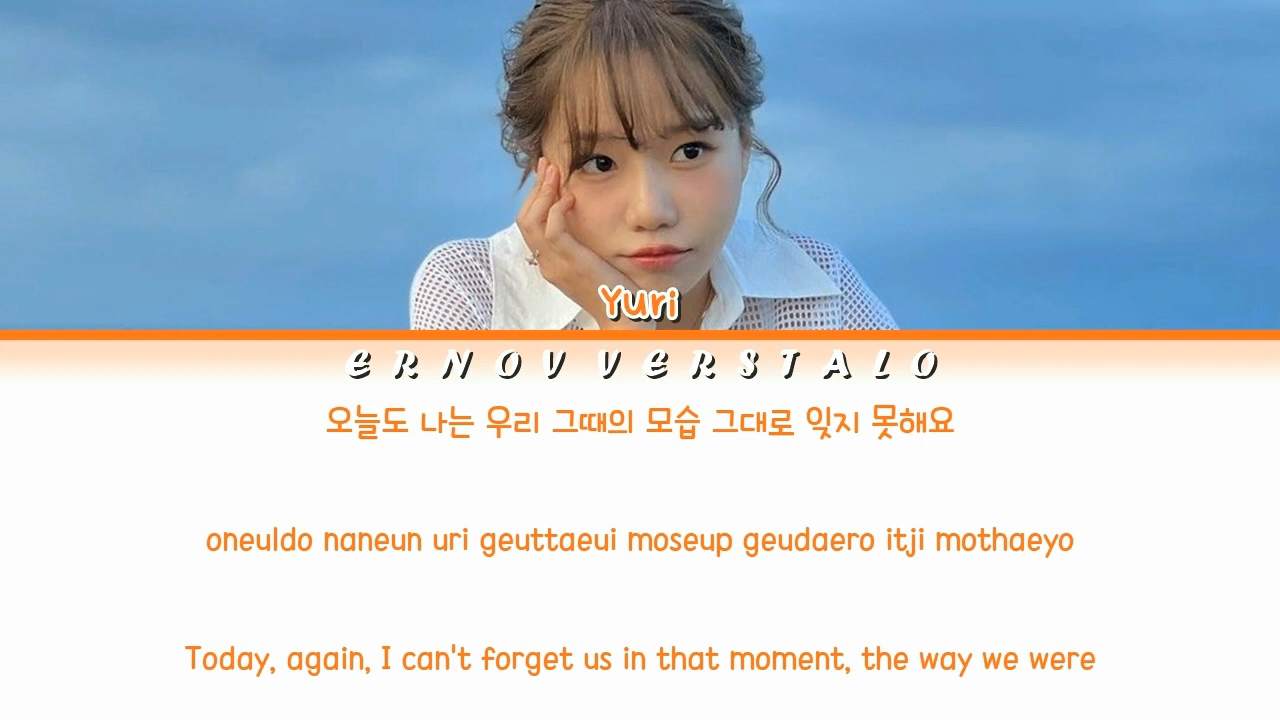 Yuri
ERNOV VERSTALO
오늘도 나는 우리 그때의 모습 그대로 잊지 못해요
oneuldo naneun uri geuttaeui moseup geudaero itji mothaeyo
Today, again, I can't forget us in that moment, the way we were